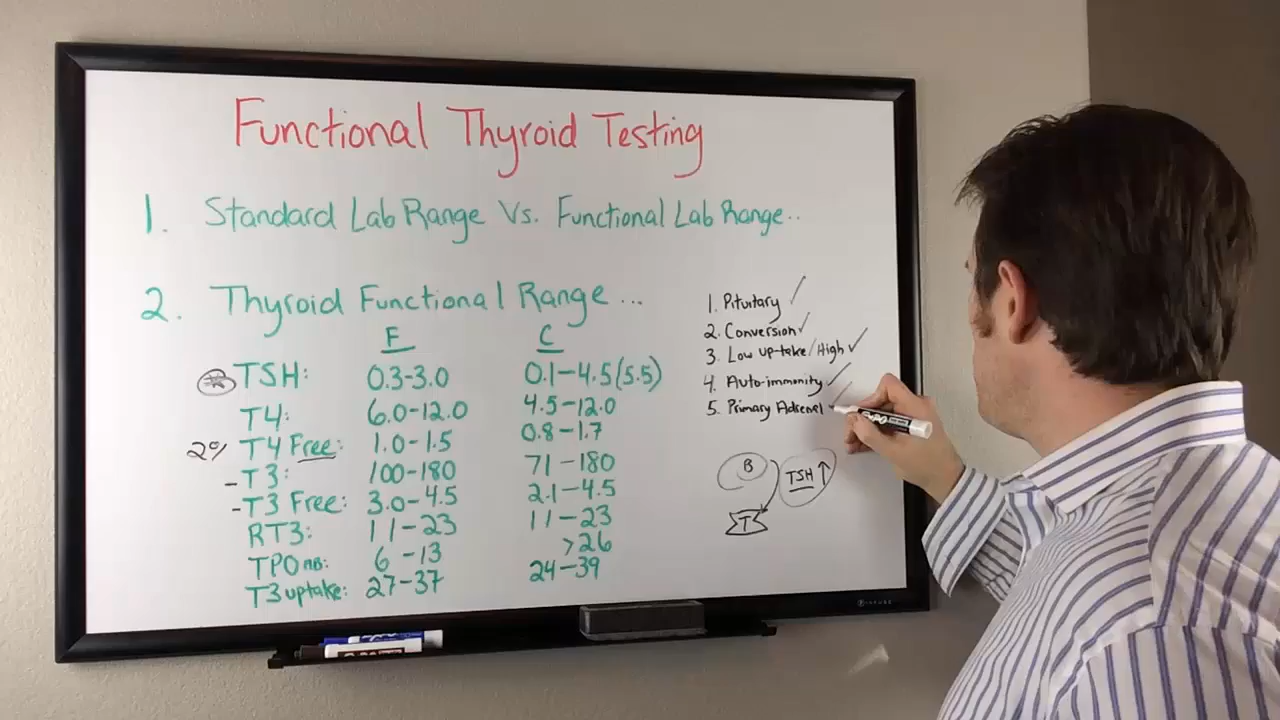 Functional Thyroid Testing
1. Standard Lab Range Vs. Functional Lab Range..
2. Thyroid Functional Range...
F C
TSH: 0.3-3.0 0.1-4.5(5.5)
T4: 6.0-12.0 4.5-12.0
2% T4 Free: 1.0-1.5 0.8-1.7
-T3: 100-180 71-180
-T3 Free: 3.0-4.5 2.1-4.5
RT3: 11-23 11-23
TPO AB: 6-13 >26
T3 uptake: 27-37 24-39
1. Pituitary
2. Conversion
3. Low up-take/High
4. Auto-immunity
5. Primary Adrenal
B TSH↑
T